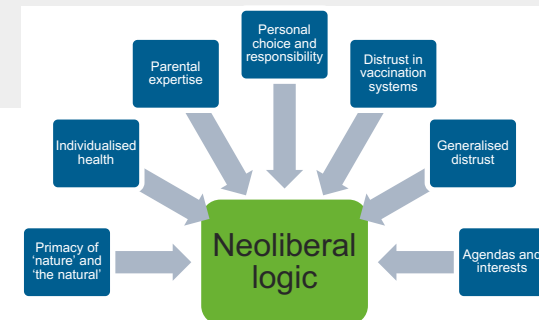 Personal
choice and
responsibility
Parental
expertise
Distrust in
vaccination
systems
Individualised
health
Generalised
distrust
Primacy of
‘nature’ and
‘the natural’
Neoliberal
logic
Agendas and
interests